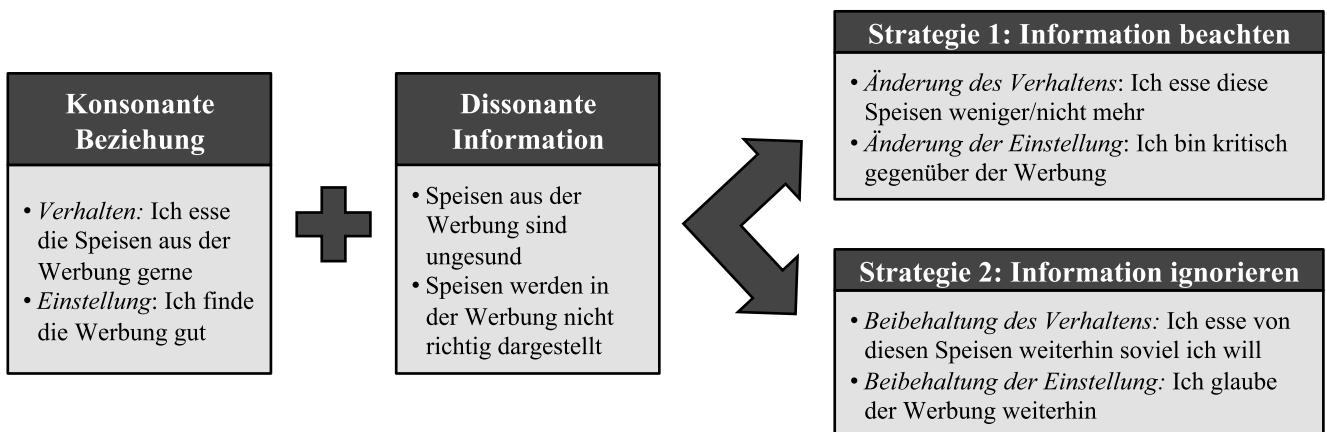 Konsonante
Beziehung
• Verhalten: Ich esse
die Speisen aus der
Werbung gerne
• Einstellung: Ich finde
die Werbung gut
Dissonante
Information
• Speisen aus der
Werbung sind
ungesund
• Speisen werden in
der Werbung nicht
richtig dargestellt
Strategie 1: Information beachten
• Änderung des Verhaltens: Ich esse diese
Speisen weniger/nicht mehr
• Änderung der Einstellung: Ich bin kritisch
gegenüber der Werbung
Strategie 2: Information ignorieren
• Beibehaltung des Verhaltens: Ich esse von
diesen Speisen weiterhin soviel ich will
• Beibehaltung der Einstellung: Ich glaube
der Werbung weiterhin